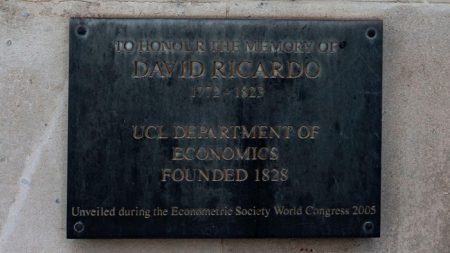 TO HONOUR THE MEMORY OF
DAVID RICARDO
1772 - 1823
UCL DEPARTMENT OF
ECONOMICS
FOUNDED 1828
Unveiled during the Econometric Society World Congress 2005